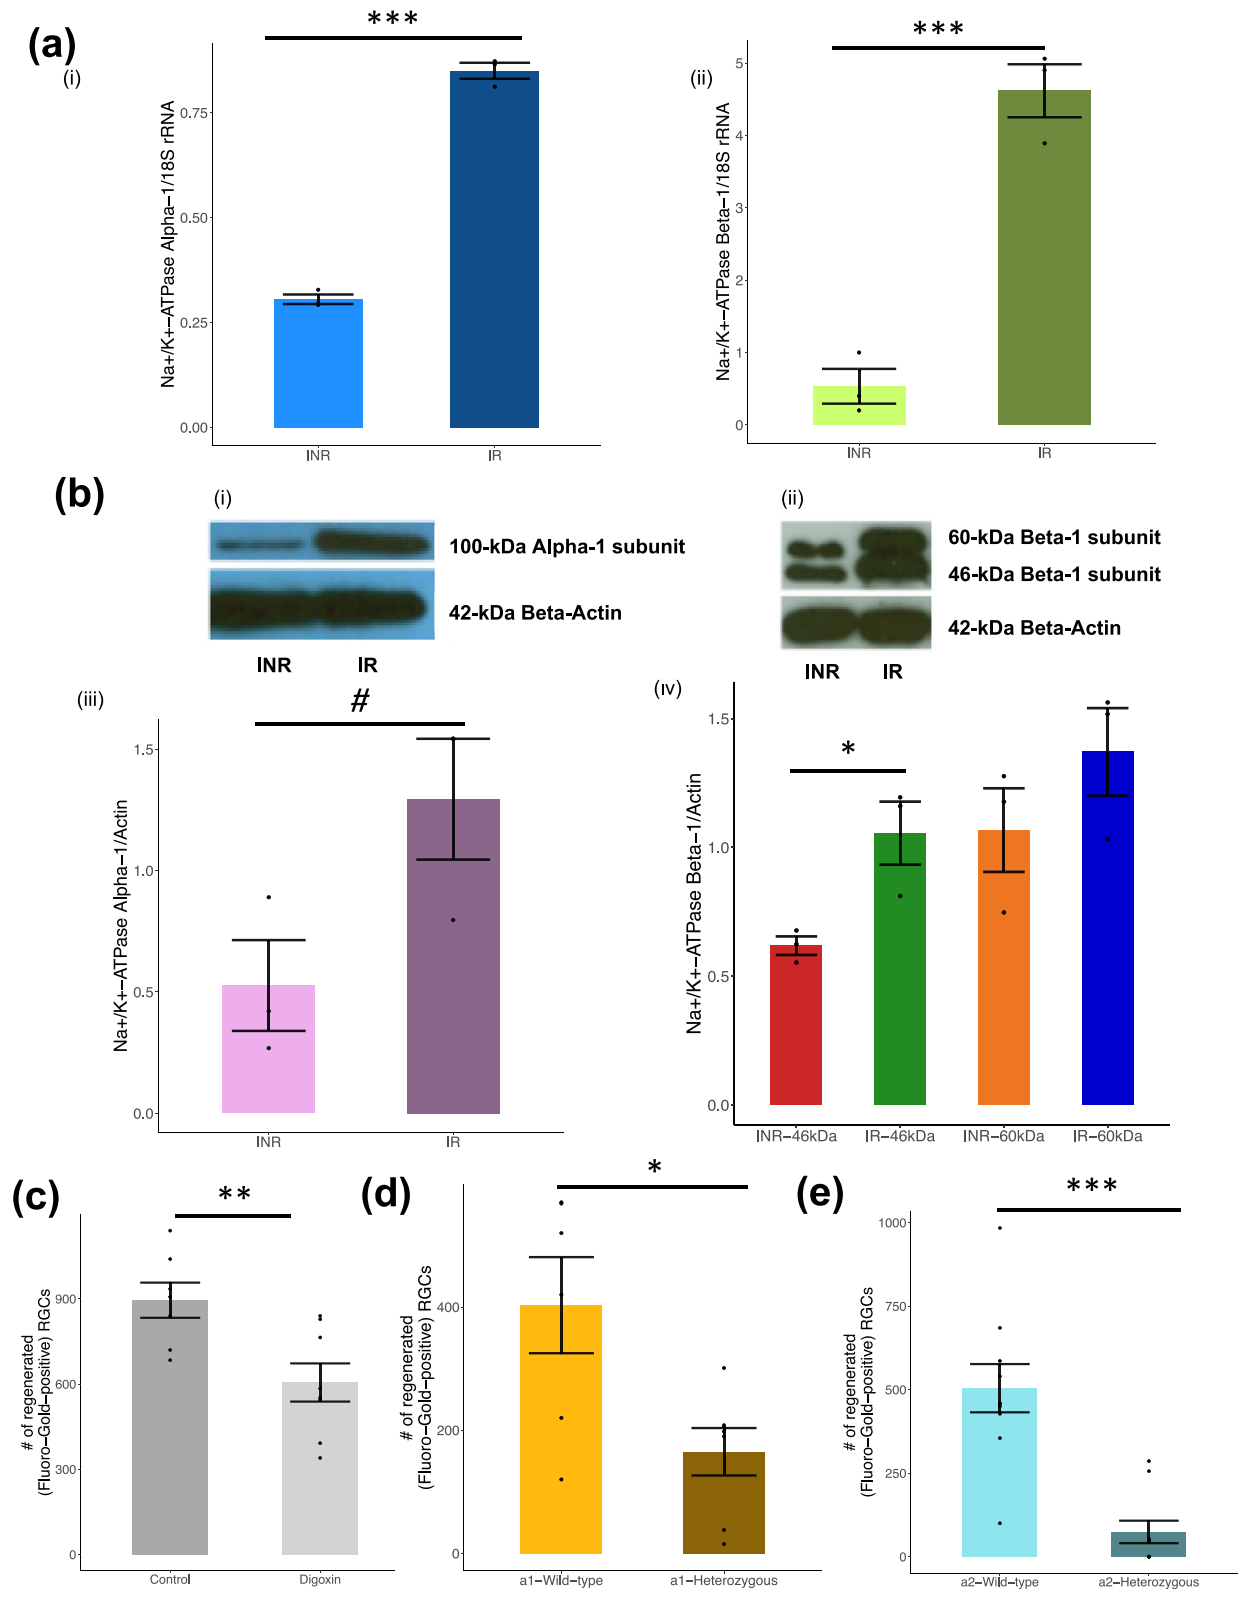 (a)
(i)
***
Na+/K+−ATPase Alpha−1/18S rRNA
0.75
0.50
0.25
0.00
INR
IR
(ii)
***
Na+/K+−ATPase Beta−1/18S rRNA
5
4
3
2
1
0
INR
IR
(b)
(i)
100-kDa Alpha-1 subunit
42-kDa Beta-Actin
INR
IR
(ii)
60-kDa Beta-1 subunit
46-kDa Beta-1 subunit
42-kDa Beta-Actin
INR
IR
(iii)
#
Na+/K+−ATPase Alpha−1/Actin
1.5
1.0
0.5
0.0
INR
IR
(iv)
*
Na+/K+−ATPase Beta−1/Actin
1.5
1.0
0.5
0.0
INR−46kDa
IR−46kDa
INR−60kDa
IR−60kDa
(c)
**
# of regenerated
(Fluoro−Gold−positive) RGCs
900
600
300
0
Control
Digoxin
(d)
*
# of regenerated
(Fluoro−Gold−positive) RGCs
400
200
0
a1−Wild−type
a1−Heterozygous
(e)
***
# of regenerated
(Fluoro−Gold−positive) RGCs
1000
750
500
250
0
a2−Wild−type
a2−Heterozygous